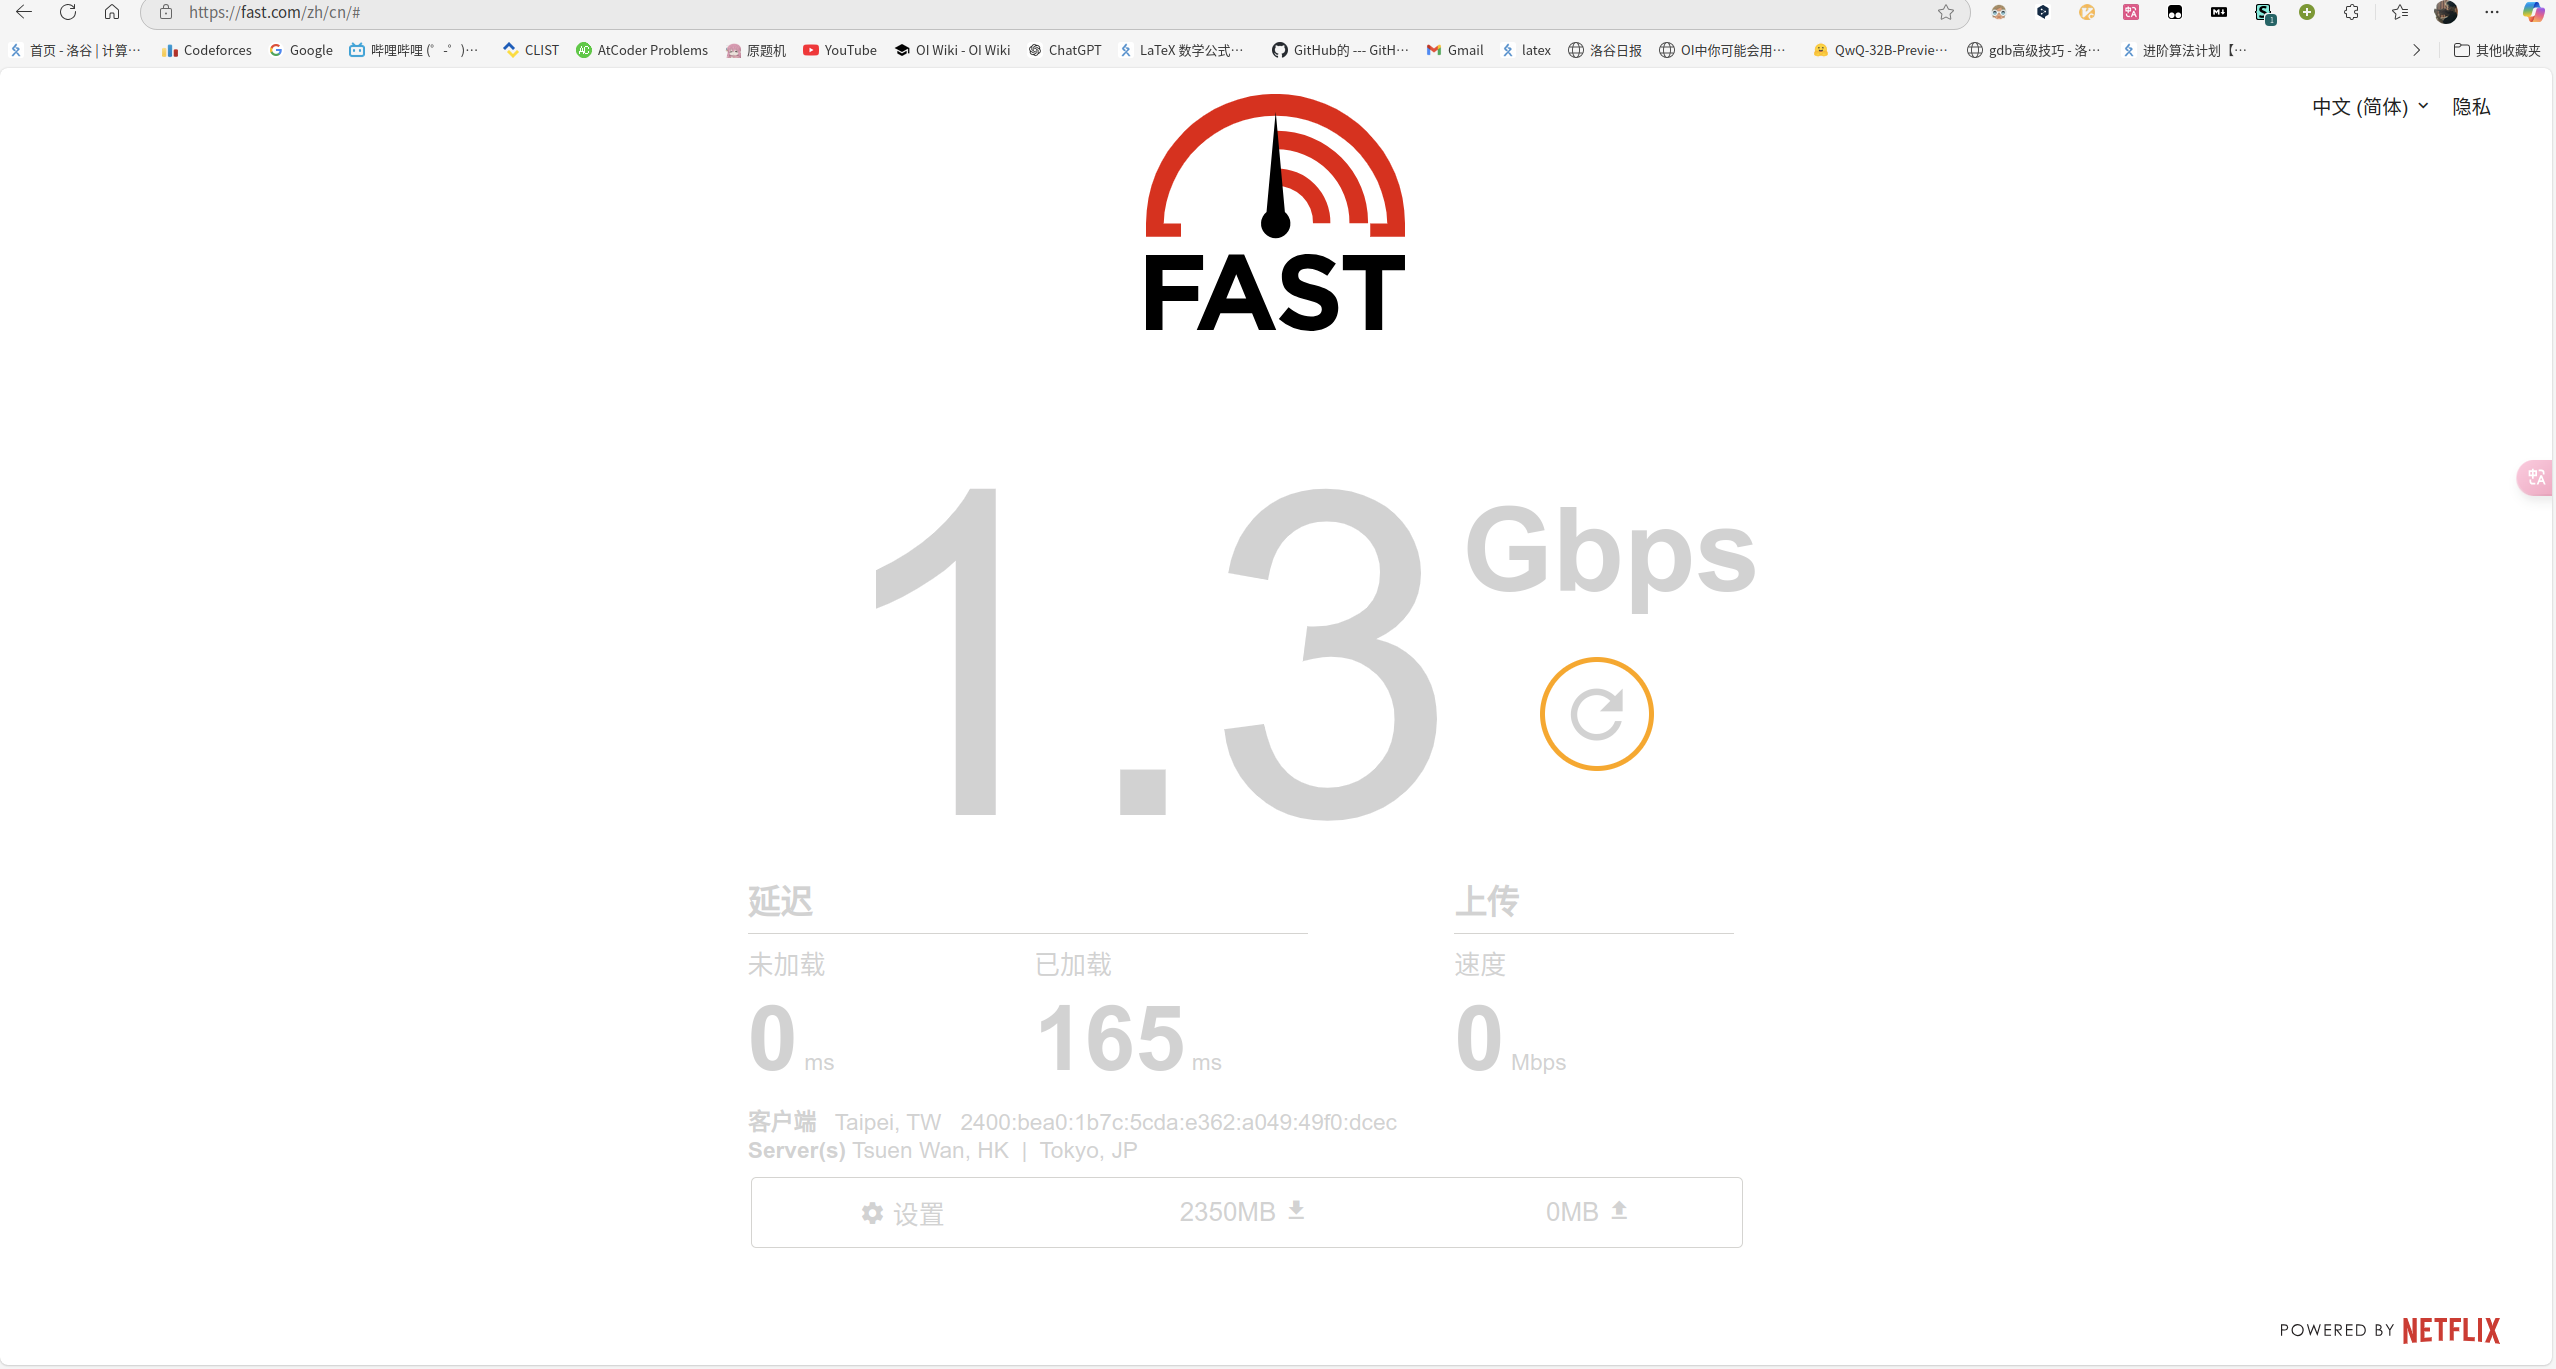 https://fast.com/zh/cn/#
首页 - 洛谷 | 计算… Codeforces Google 哔哩哔哩 (゜-゜)… CLIST AtCoder Problems 原题机 YouTube OI Wiki - OI Wiki ChatGPT LaTeX 数学公式… GitHub的 --- GitH… Gmail latex 洛谷日报 OI中你可能会用… QwQ-32B-Previe… gdb高级技巧 - 洛… 进阶算法计划【… 其他收藏夹
中文 (简体) 隐私
FAST
1.3 Gbps
延迟 上传
未加载 已加载 速度
0 ms 165 ms 0 Mbps
客户端 Taipei, TW 2400:bea0:1b7c:5cda:e362:a049:49f0:dcec
Server(s) Tsuen Wan, HK | Tokyo, JP
设置 2350MB 0MB
POWERED BY NETFLIX